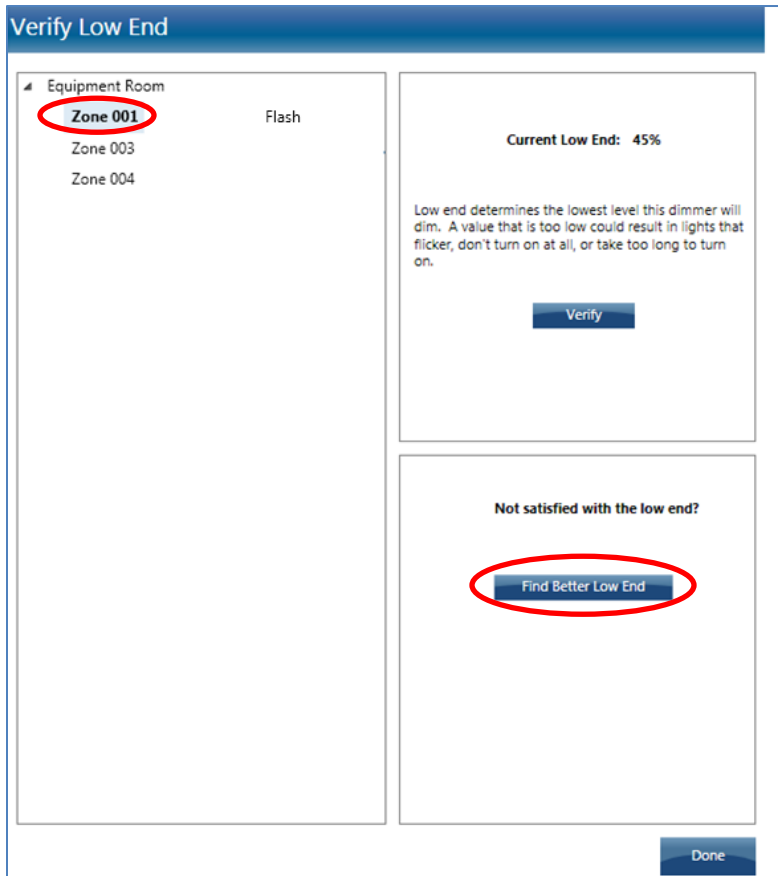 Verify Low End
Equipment Room
Zone 001 Flash
Zone 003
Zone 004
Current Low End: 45%
Low end determines the lowest level this dimmer will
dim. A value that is too low could result in lights that
flicker, don't turn on at all, or take too long to turn
on.
Verify
Not satisfied with the low end?
Find Better Low End
Done